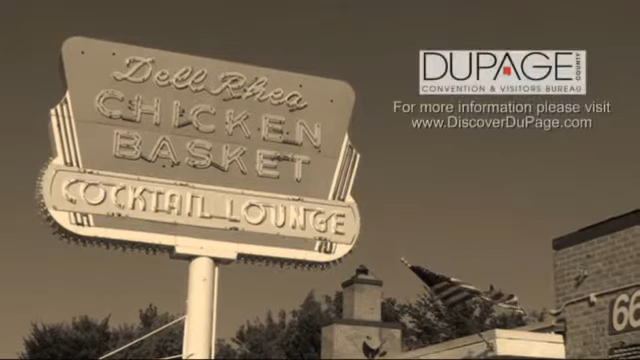 Dell Rhea
CHICKEN
BASKET
COCKTAIL LOUNGE
DUPAGE
COUNTY
CONVENTION & VISITORS BUREAU
For more information please visit
www.DiscoverDuPage.com
66